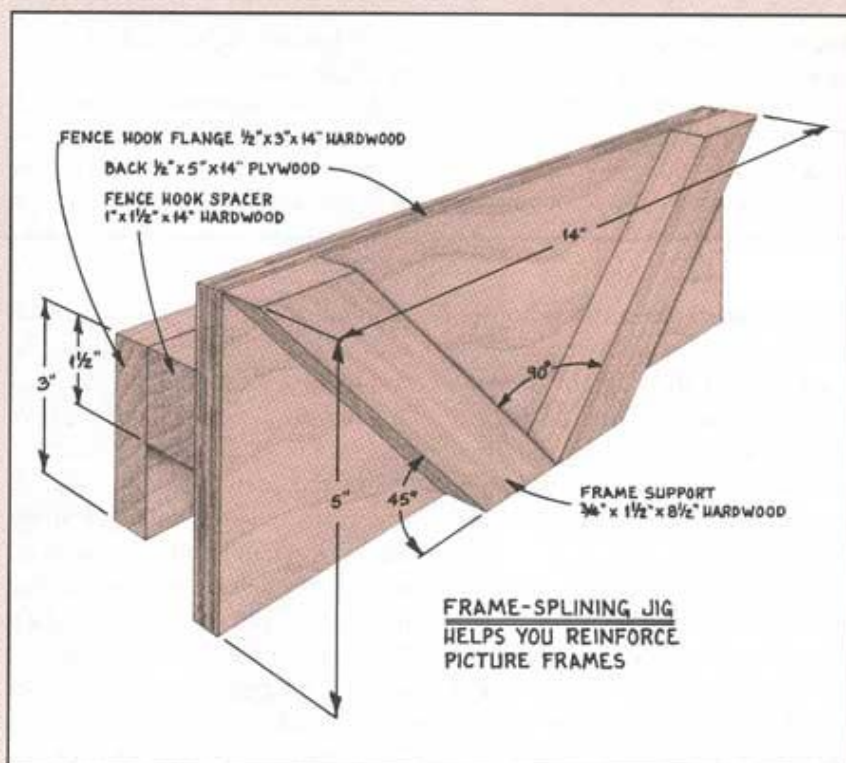 FENCE HOOK FLANGE ½"x3"x14" HARDWOOD
BACK ½"x5"x14" PLYWOOD
FENCE HOOK SPACER
1"x1½"x14" HARDWOOD
14"
1½"
3"
90°
5"
45°
FRAME SUPPORT
¾"x1½"x8½" HARDWOOD
FRAME-SPLINING JIG
HELPS YOU REINFORCE
PICTURE FRAMES